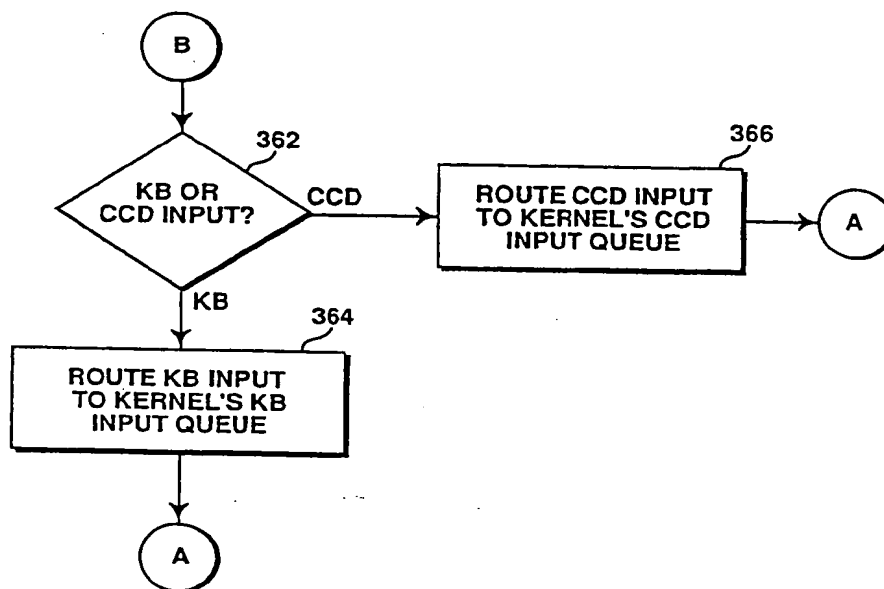 B
362
KB OR
CCD INPUT?
CCD
KB
366
ROUTE CCD INPUT
TO KERNEL'S CCD
INPUT QUEUE
A
364
ROUTE KB INPUT
TO KERNEL'S KB
INPUT QUEUE
A